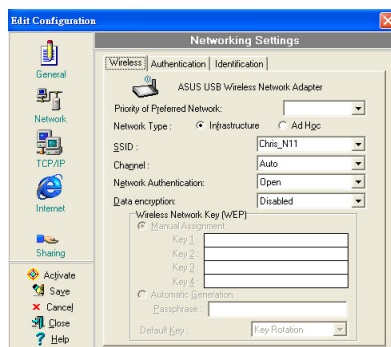 Edit Configuration
Networking Settings
General
Network
TCP/IP
Internet
Sharing
Activate
Save
Cancel
Close
? Help
Wireless
Authentication
Identification
ASUS USB Wireless Network Adapter
Priority of Preferred Network:
Network Type :
Infrastructure
Ad Hoc
SSID :
Chris_N11
Channel :
Auto
Network Authentication:
Open
Data encryption:
Disabled
Wireless Network Key (WEP)
Manual Assignment
Key 1 :
Key 2 :
Key 3 :
Key 4 :
Automatic Generation
Passphrase :
Default Key :
Key Rotation